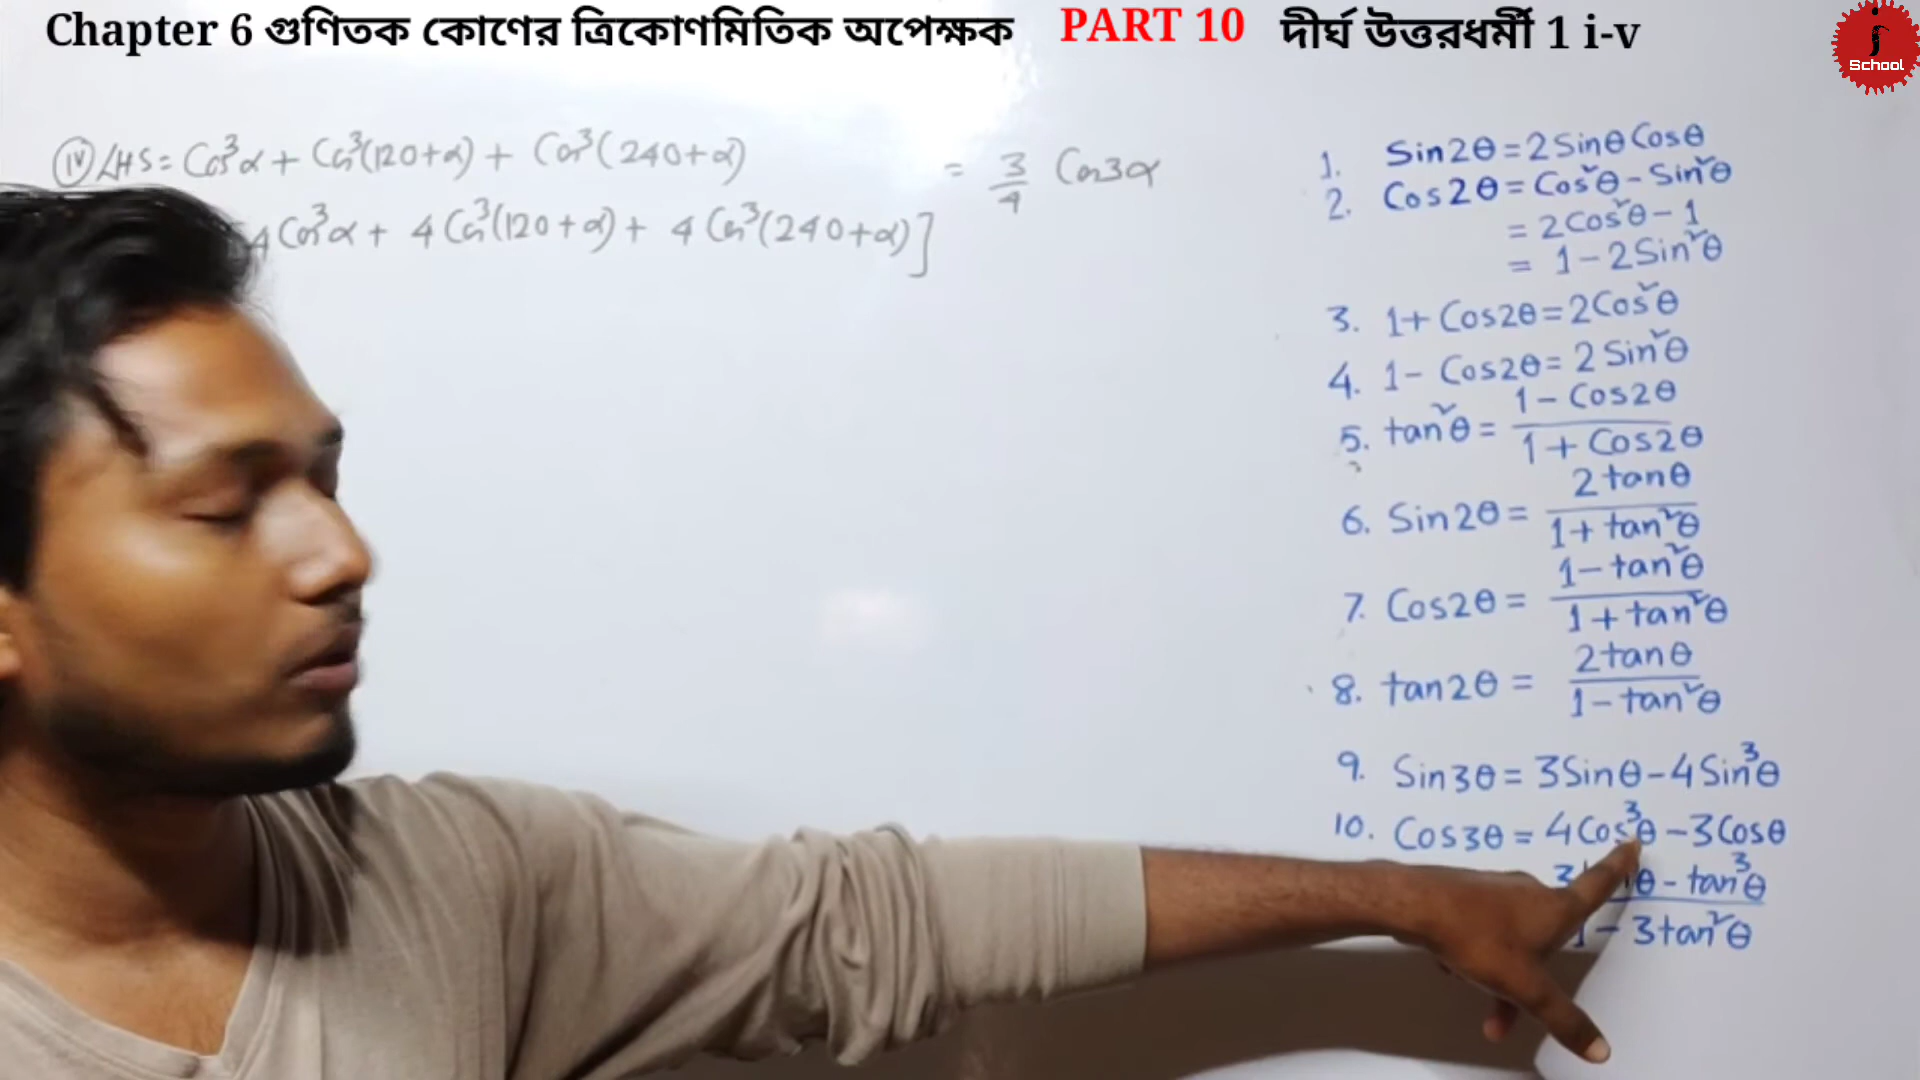 Chapter 6 গুণিতক কোণের ত্রিকোণমিতিক অপেক্ষক PART 10 দীর্ঘ উত্তরধর্মী 1 i-v
School
(iv) LHS = Cos³α + Cos³(120+α) + Cos³(240+α) = 3/4 Cos3α
4Cos³α + 4Cos³(120+α) + 4Cos³(240+α)]
1. Sin2θ = 2SinθCosθ
2. Cos2θ = Cos²θ - Sin²θ
= 2Cos²θ - 1
= 1 - 2Sin²θ
3. 1 + Cos2θ = 2Cos²θ
4. 1 - Cos2θ = 2Sin²θ
5. tan²θ = 1 - Cos2θ / 1 + Cos2θ
6. Sin2θ = 2tanθ / 1 + tan²θ
7. Cos2θ = 1 - tan²θ / 1 + tan²θ
8. tan2θ = 2tanθ / 1 - tan²θ
9. Sin3θ = 3Sinθ - 4Sin³θ
10. Cos3θ = 4Cos³θ - 3Cosθ
θ - tan³θ / 1 - 3tan²θ